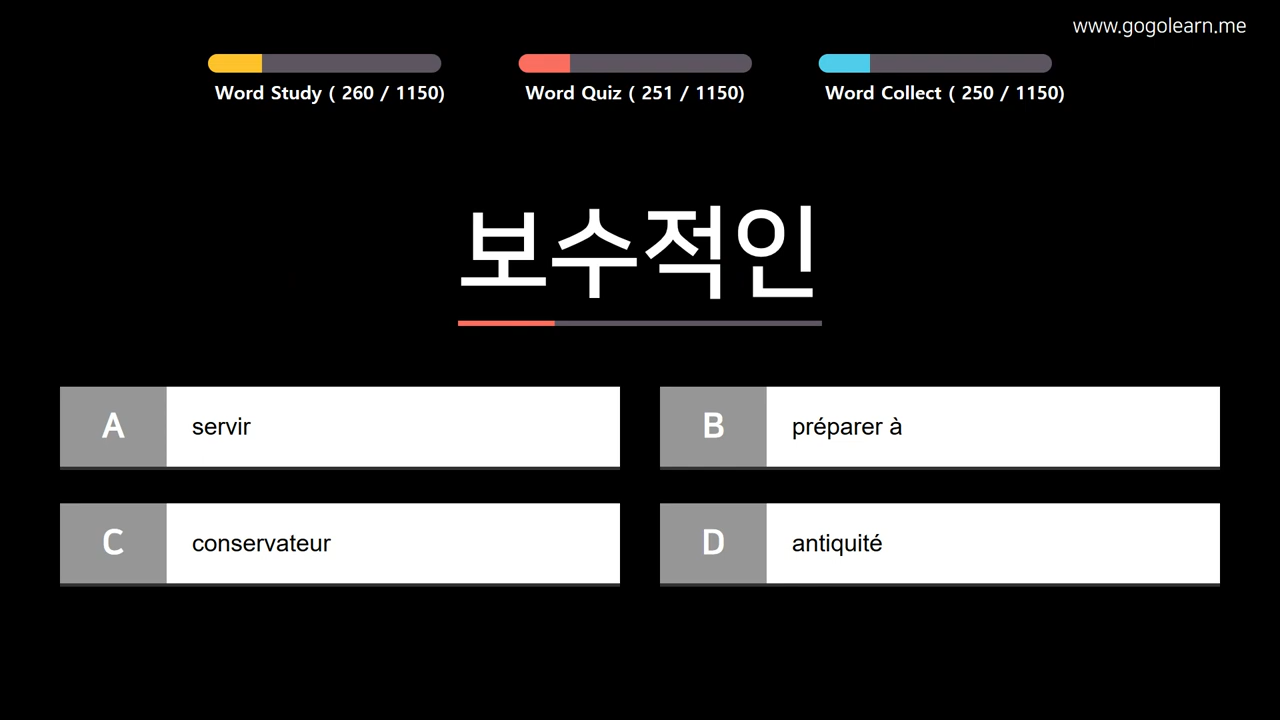 www.gogolearn.me
Word Study ( 260 / 1150)
Word Quiz ( 251 / 1150)
Word Collect ( 250 / 1150)
보수적인
A servir
B préparer à
C conservateur
D antiquité